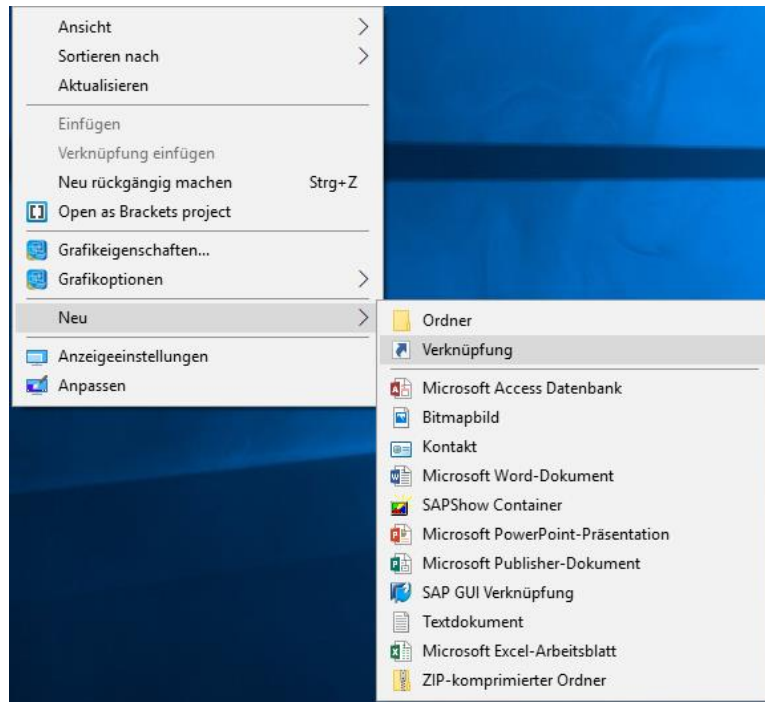 Ansicht
Sortieren nach
Aktualisieren
Einfügen
Verknüpfung einfügen
Neu rückgängig machen Strg+Z
Open as Brackets project
Grafikeigenschaften...
Grafikoptionen
Neu
Anzeigeeinstellungen
Anpassen
Ordner
Verknüpfung
Microsoft Access Datenbank
Bitmapbild
Kontakt
Microsoft Word-Dokument
SAPShow Container
Microsoft PowerPoint-Präsentation
Microsoft Publisher-Dokument
SAP GUI Verknüpfung
Textdokument
Microsoft Excel-Arbeitsblatt
ZIP-komprimierter Ordner